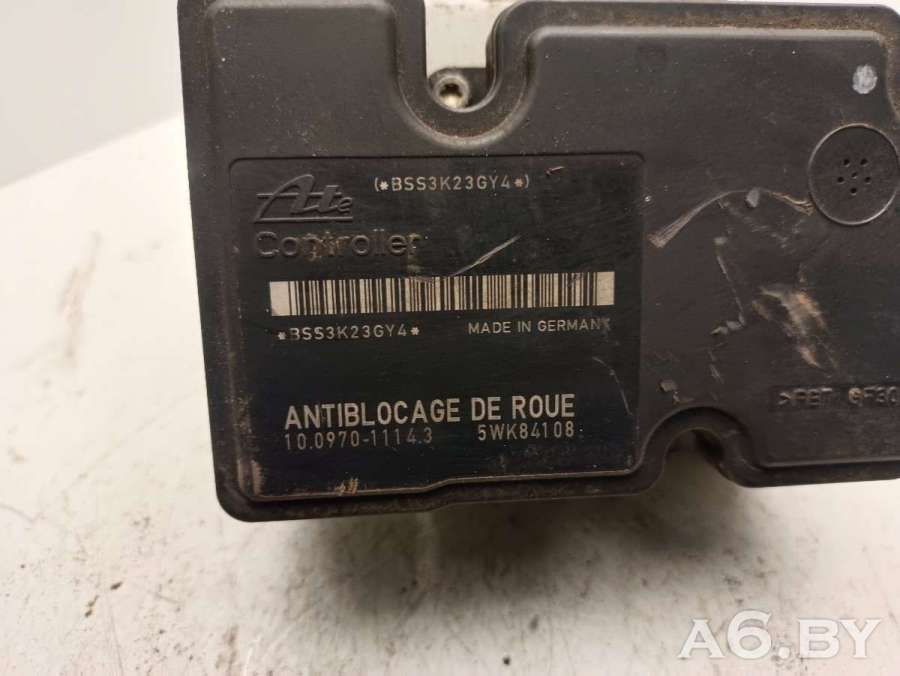 (*BSS3K23GY4*)
Ate
Controller
*BSS3K23GY4* MADE IN GERMANY
ANTIBLOCAGE DE ROUE
10.0970-1114.3 5WK84108
A6.BY